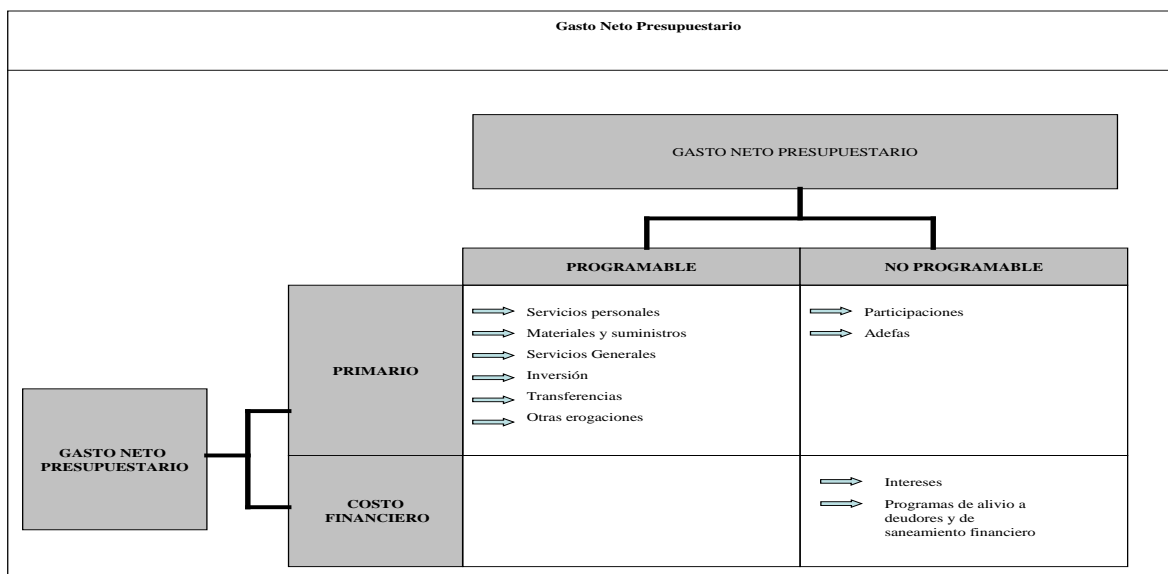 Gasto Neto Presupuestario
GASTO NETO PRESUPUESTARIO
PROGRAMABLE
NO PROGRAMABLE
PRIMARIO
Servicios personales
Materiales y suministros
Servicios Generales
Inversión
Transferencias
Otras erogaciones
Participaciones
Adefas
GASTO NETO
PRESUPUESTARIO
COSTO
FINANCIERO
Intereses
Programas de alivio a
deudores y de
saneamiento financiero